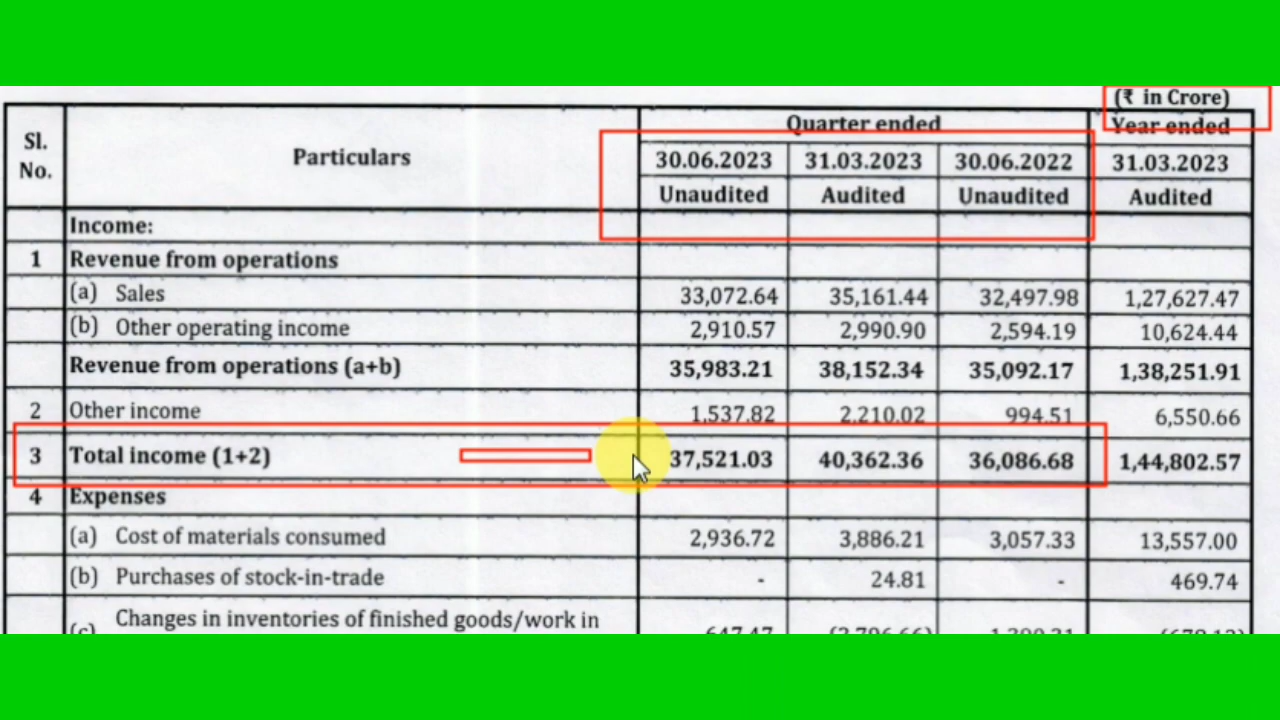 (₹ in Crore)
Sl. No. Particulars Quarter ended Year ended
30.06.2023 31.03.2023 30.06.2022 31.03.2023
Unaudited Audited Unaudited Audited
Income:
1 Revenue from operations
(a) Sales 33,072.64 35,161.44 32,497.98 1,27,627.47
(b) Other operating income 2,910.57 2,990.90 2,594.19 10,624.44
Revenue from operations (a+b) 35,983.21 38,152.34 35,092.17 1,38,251.91
2 Other income 1,537.82 2,210.02 994.51 6,550.66
3 Total income (1+2) 37,521.03 40,362.36 36,086.68 1,44,802.57
4 Expenses
(a) Cost of materials consumed 2,936.72 3,886.21 3,057.33 13,557.00
(b) Purchases of stock-in-trade - 24.81 - 469.74
(c) Changes in inventories of finished goods/work in